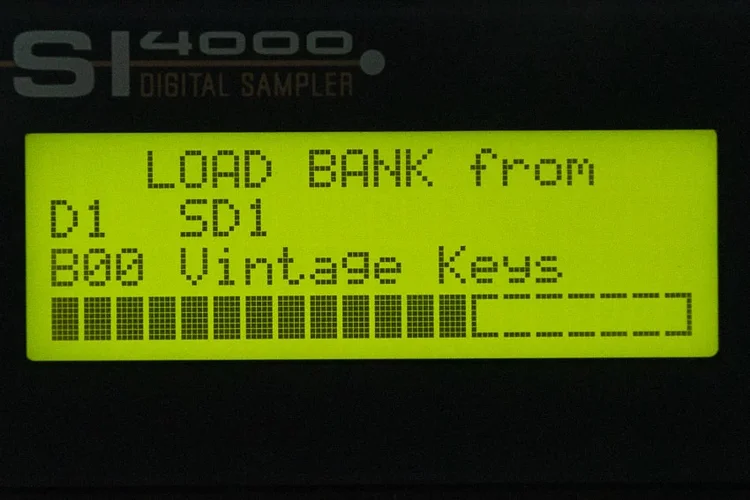 SI 4000
DIGITAL SAMPLER
LOAD BANK from
D1 SD1
B00 Vintage Keys